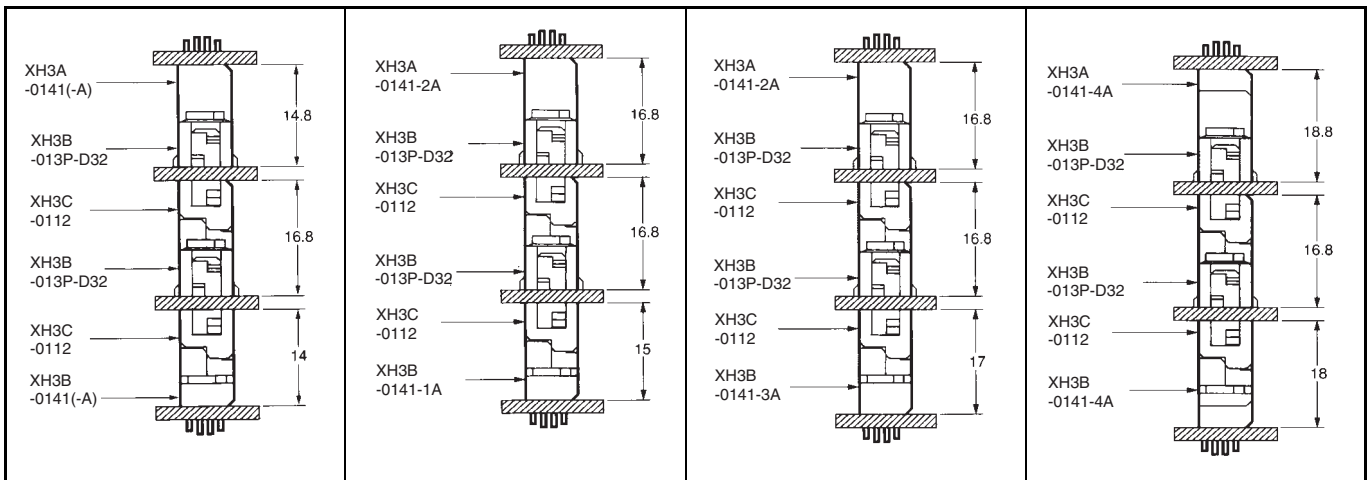 XH3A
-0141(-A)
14.8
XH3B
-013P-D32
XH3C
-0112
16.8
XH3B
-013P-D32
XH3C
-0112
14
XH3B
-0141(-A)
XH3A
-0141-2A
16.8
XH3B
-013P-D32
XH3C
-0112
16.8
XH3B
-013P-D32
XH3C
-0112
15
XH3B
-0141-1A
XH3A
-0141-2A
16.8
XH3B
-013P-D32
XH3C
-0112
16.8
XH3B
-013P-D32
XH3C
-0112
17
XH3B
-0141-3A
XH3A
-0141-4A
18.8
XH3B
-013P-D32
XH3C
-0112
16.8
XH3B
-013P-D32
XH3C
-0112
18
XH3B
-0141-4A